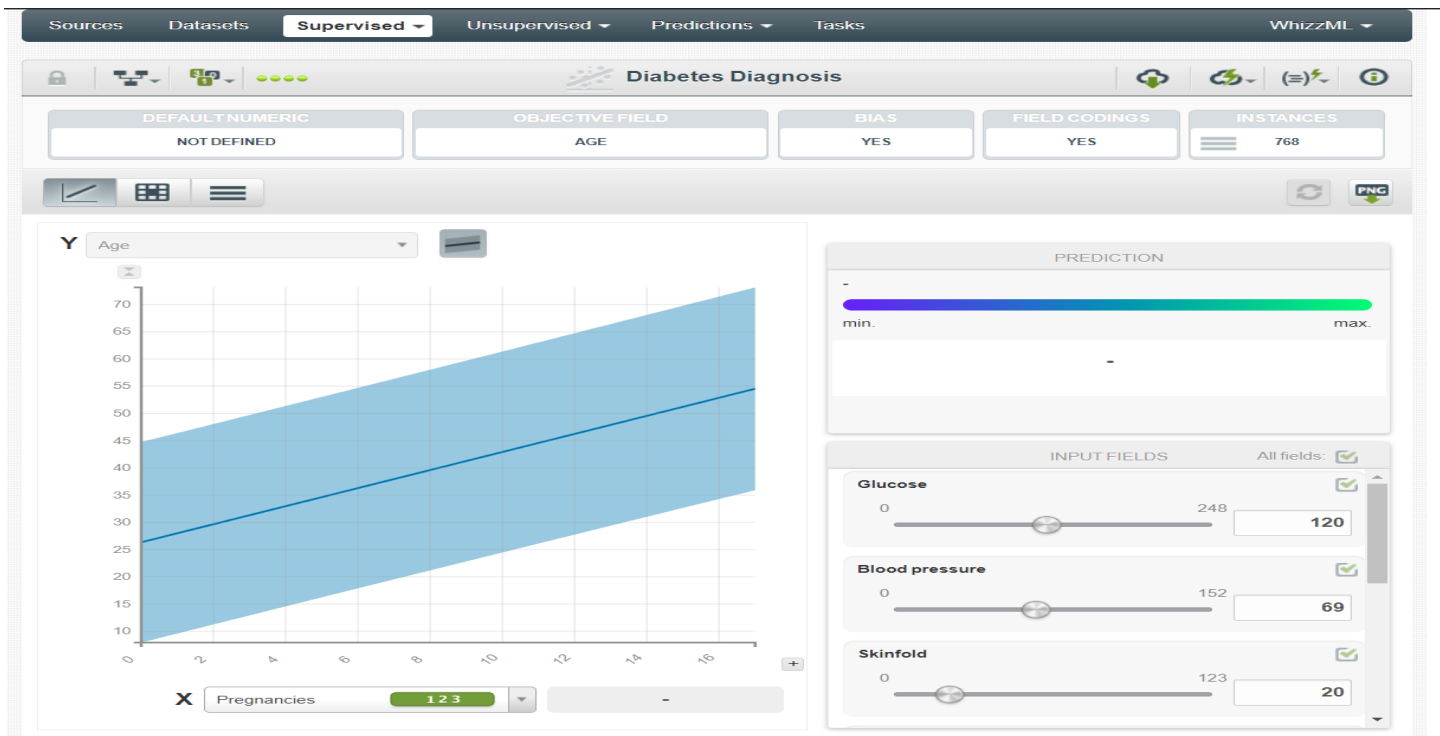 Sources Datasets Supervised Unsupervised Predictions Tasks WhizzML
Diabetes Diagnosis
DEFAULT NUMERIC OBJECTIVE FIELD BIAS FIELD CODINGS INSTANCES
NOT DEFINED AGE YES YES 768
PNG
Y Age
PREDICTION
-
min. max.
-
70
65
60
55
50
45
40
35
30
25
20
15
10
0 2 4 6 8 10 12 14 16
+
X Pregnancies 123 -
INPUT FIELDS All fields:
Glucose
0 248
120
Blood pressure
0 152
69
Skinfold
0 123
20